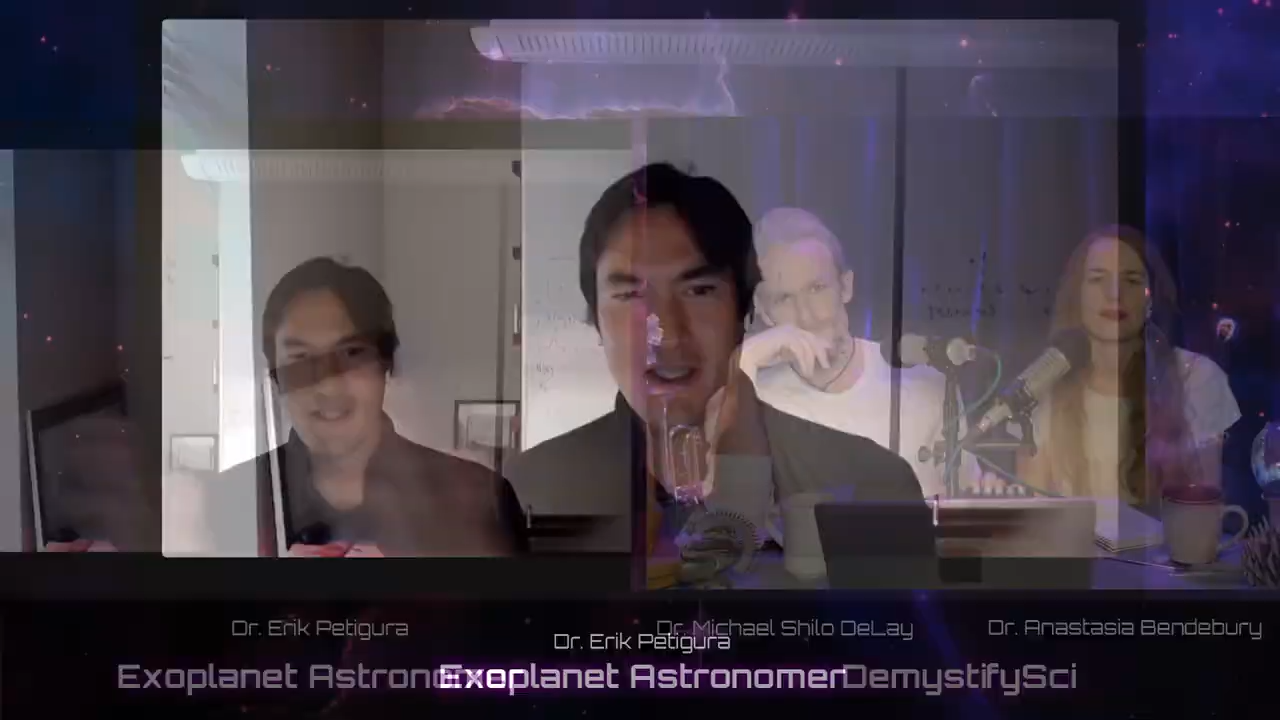 Dr. Erik Petigura
Dr. Michael Shilo DeLay
Dr. Anastasia Bendebury
Dr. Erik Petigura
Exoplanet Astronomer
DemystifySci